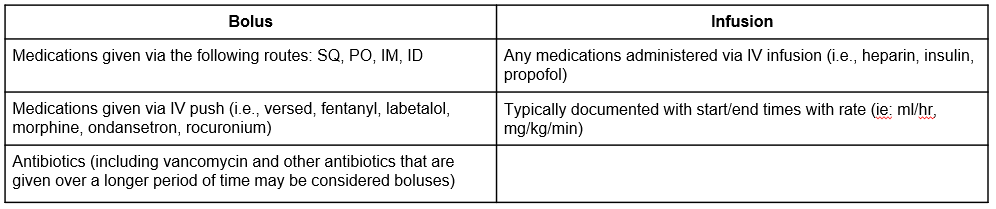 Bolus
Infusion
Medications given via the following routes: SQ, PO, IM, ID
Any medications administered via IV infusion (i.e., heparin, insulin,
propofol)
Medications given via IV push (i.e., versed, fentanyl, labetalol,
morphine, ondansetron, rocuronium)
Typically documented with start/end times with rate (ie: ml/hr,
mg/kg/min)
Antibiotics (including vancomycin and other antibiotics that are
given over a longer period of time may be considered boluses)